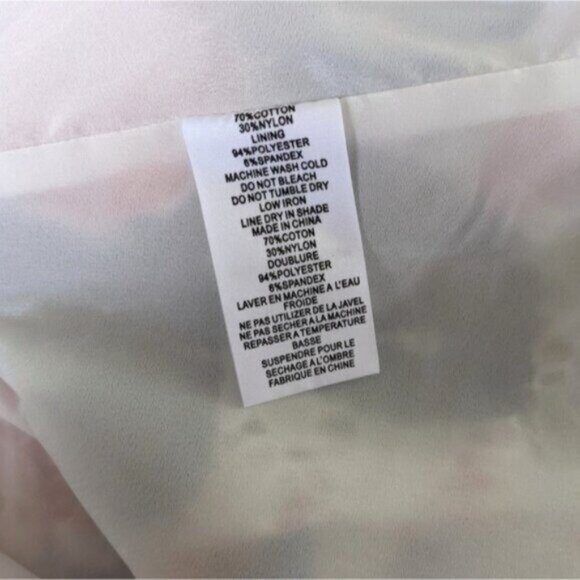 70%COTTON
30%NYLON
LINING
94%POLYESTER
6%SPANDEX
MACHINE WASH COLD
DO NOT BLEACH
DO NOT TUMBLE DRY
LOW IRON
LINE DRY IN SHADE
MADE IN CHINA
70%COTON
30%NYLON
DOUBLURE
94%POLYESTER
6%SPANDEX
LAVER EN MACHINE A L'EAU
FROIDE
NE PAS UTILIZER DE LA JAVEL
NE PAS SECHER A LA MACHINE
REPASSER A TEMPERATURE
BASSE
SUSPENDRE POUR LE
SECHAGE A L'OMBRE
FABRIQUE EN CHINE